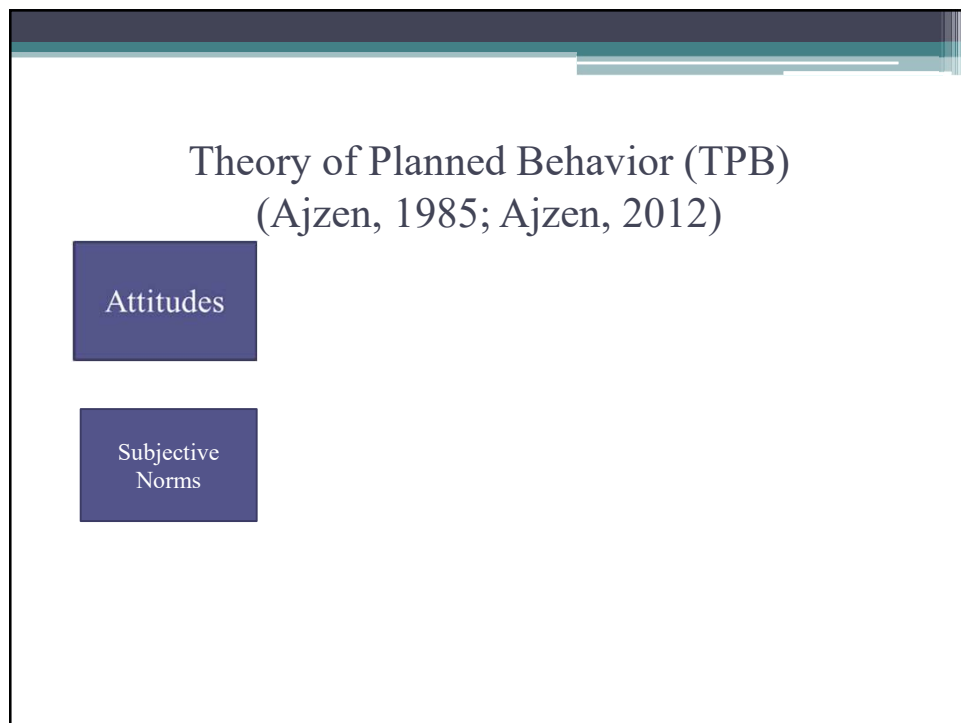 Theory of Planned Behavior (TPB)
(Ajzen, 1985; Ajzen, 2012)
Attitudes
Subjective
Norms